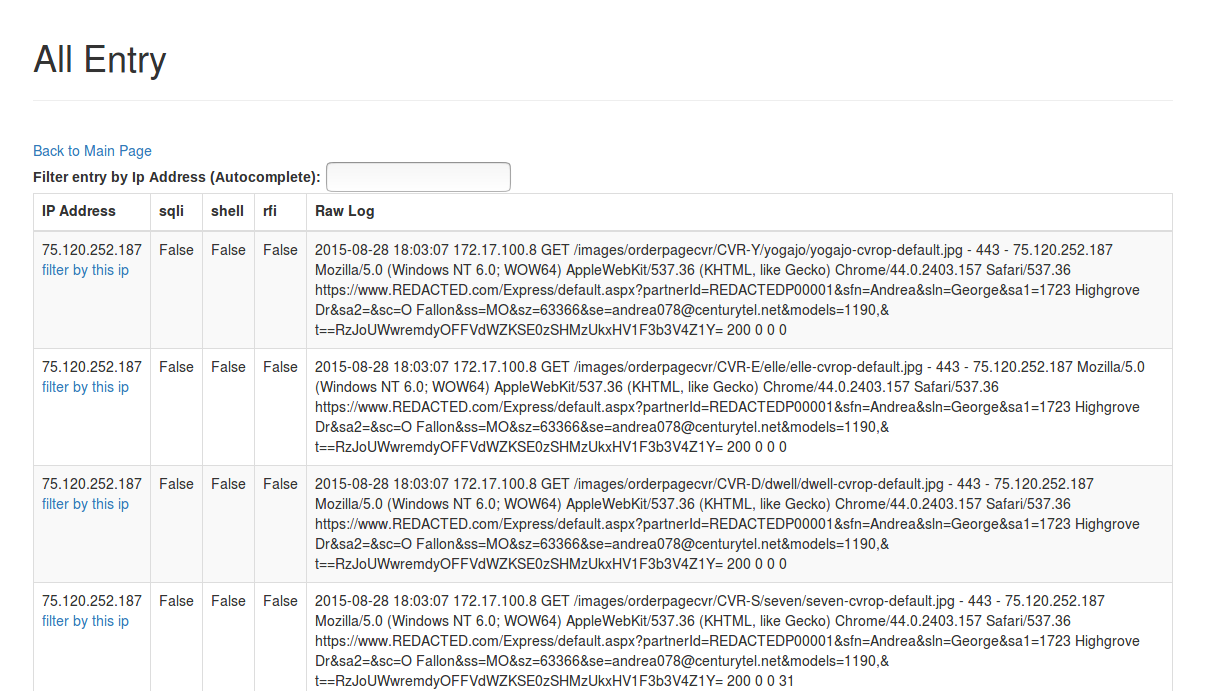 All Entry
Back to Main Page
Filter entry by Ip Address (Autocomplete):
IP Address sqli shell rfi Raw Log
75.120.252.187 False False False 2015-08-28 18:03:07 172.17.100.8 GET /images/orderpagecvr/CVR-Y/yogajo/yogajo-cvrop-default.jpg - 443 - 75.120.252.187
filter by this ip Mozilla/5.0 (Windows NT 6.0; WOW64) AppleWebKit/537.36 (KHTML, like Gecko) Chrome/44.0.2403.157 Safari/537.36
https://www.REDACTED.com/Express/default.aspx?partnerId=REDACTEDP00001&sfn=Andrea&sln=George&sa1=1723 Highgrove
Dr&sa2=&sc=O Fallon&ss=MO&sz=63366&se=andrea078@centurytel.net&models=1190,&
t==RzJoUWwremdyOFFVdWZKSE0zSHMzUkxHV1F3b3V4Z1Y= 200 0 0 0
75.120.252.187 False False False 2015-08-28 18:03:07 172.17.100.8 GET /images/orderpagecvr/CVR-E/elle/elle-cvrop-default.jpg - 443 - 75.120.252.187 Mozilla/5.0
filter by this ip (Windows NT 6.0; WOW64) AppleWebKit/537.36 (KHTML, like Gecko) Chrome/44.0.2403.157 Safari/537.36
https://www.REDACTED.com/Express/default.aspx?partnerId=REDACTEDP00001&sfn=Andrea&sln=George&sa1=1723 Highgrove
Dr&sa2=&sc=O Fallon&ss=MO&sz=63366&se=andrea078@centurytel.net&models=1190,&
t==RzJoUWwremdyOFFVdWZKSE0zSHMzUkxHV1F3b3V4Z1Y= 200 0 0 0
75.120.252.187 False False False 2015-08-28 18:03:07 172.17.100.8 GET /images/orderpagecvr/CVR-D/dwell/dwell-cvrop-default.jpg - 443 - 75.120.252.187
filter by this ip Mozilla/5.0 (Windows NT 6.0; WOW64) AppleWebKit/537.36 (KHTML, like Gecko) Chrome/44.0.2403.157 Safari/537.36
https://www.REDACTED.com/Express/default.aspx?partnerId=REDACTEDP00001&sfn=Andrea&sln=George&sa1=1723 Highgrove
Dr&sa2=&sc=O Fallon&ss=MO&sz=63366&se=andrea078@centurytel.net&models=1190,&
t==RzJoUWwremdyOFFVdWZKSE0zSHMzUkxHV1F3b3V4Z1Y= 200 0 0 0
75.120.252.187 False False False 2015-08-28 18:03:07 172.17.100.8 GET /images/orderpagecvr/CVR-S/seven/seven-cvrop-default.jpg - 443 - 75.120.252.187
filter by this ip Mozilla/5.0 (Windows NT 6.0; WOW64) AppleWebKit/537.36 (KHTML, like Gecko) Chrome/44.0.2403.157 Safari/537.36
https://www.REDACTED.com/Express/default.aspx?partnerId=REDACTEDP00001&sfn=Andrea&sln=George&sa1=1723 Highgrove
Dr&sa2=&sc=O Fallon&ss=MO&sz=63366&se=andrea078@centurytel.net&models=1190,&
t==RzJoUWwremdyOFFVdWZKSE0zSHMzUkxHV1F3b3V4Z1Y= 200 0 0 31